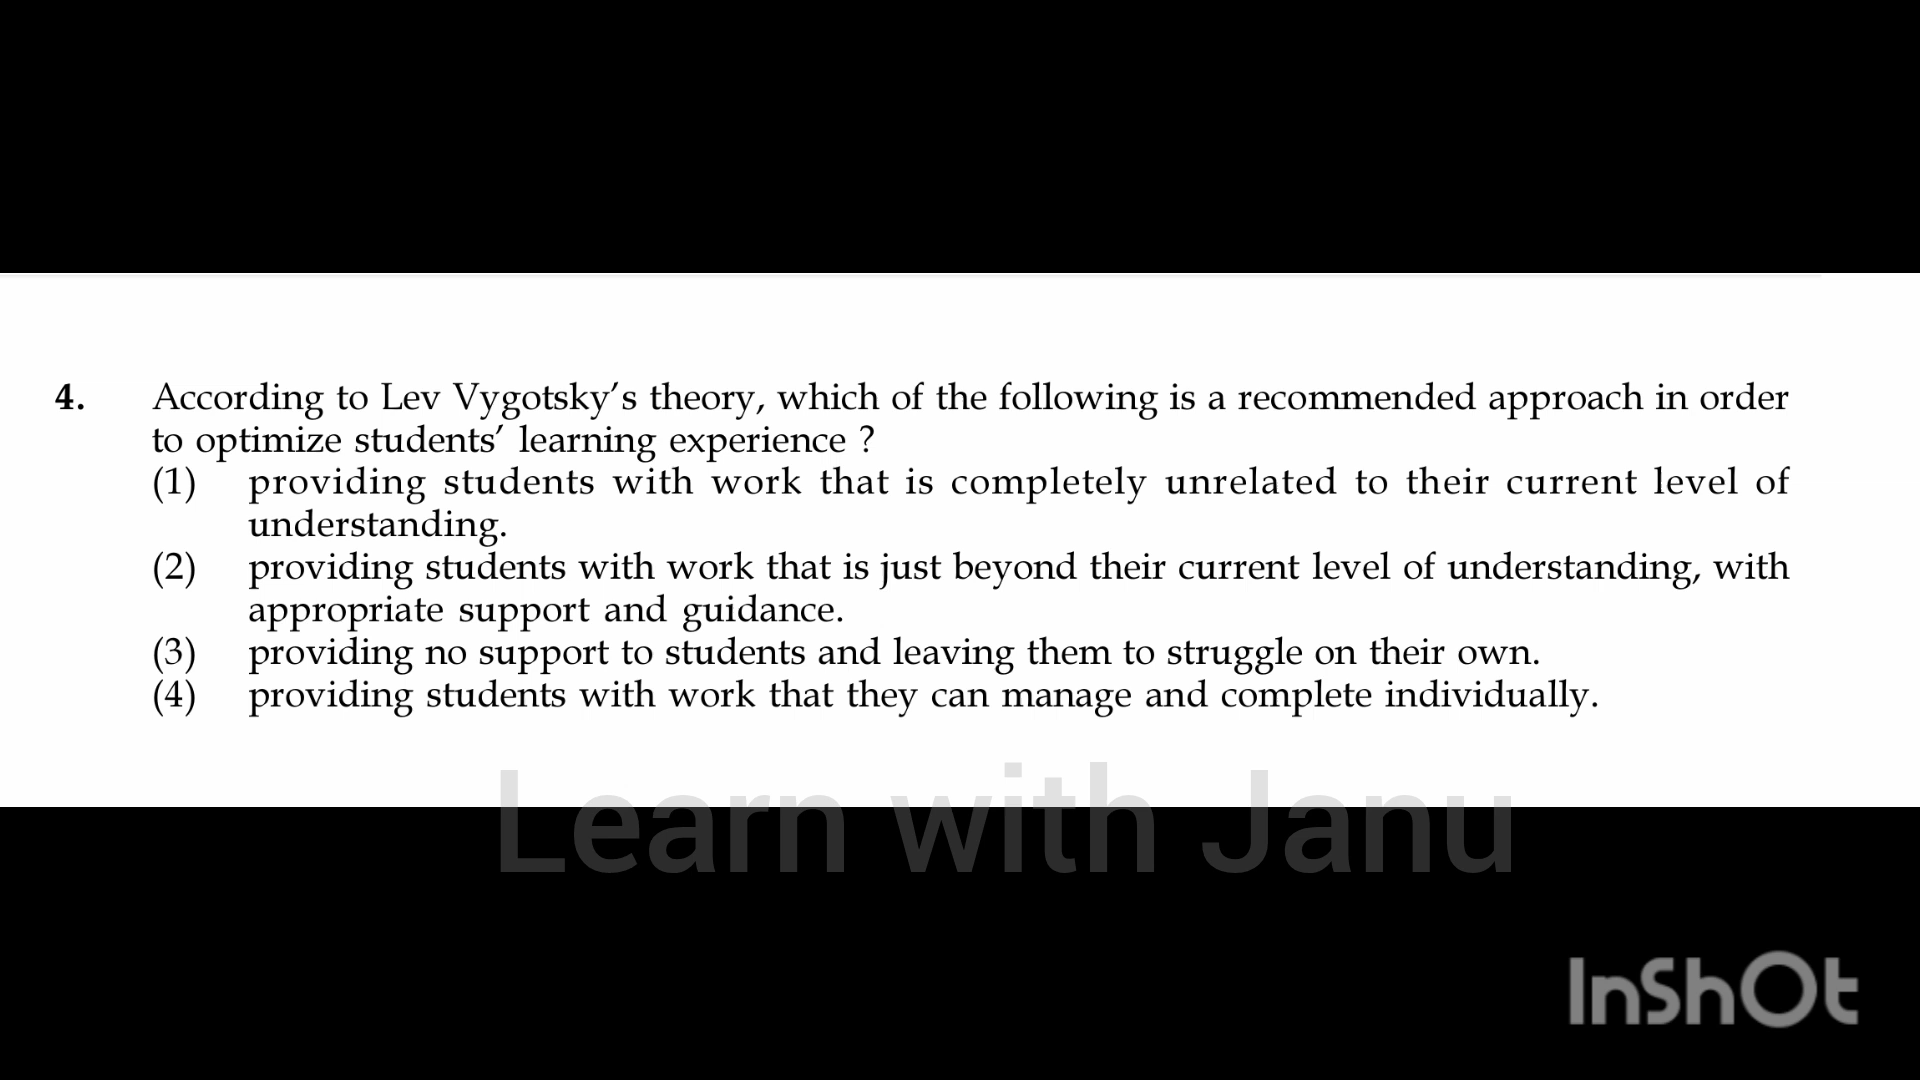 4. According to Lev Vygotsky’s theory, which of the following is a recommended approach in order
to optimize students’ learning experience ?
(1) providing students with work that is completely unrelated to their current level of
understanding.
(2) providing students with work that is just beyond their current level of understanding, with
appropriate support and guidance.
(3) providing no support to students and leaving them to struggle on their own.
(4) providing students with work that they can manage and complete individually.
Learn with Janu
InShOt